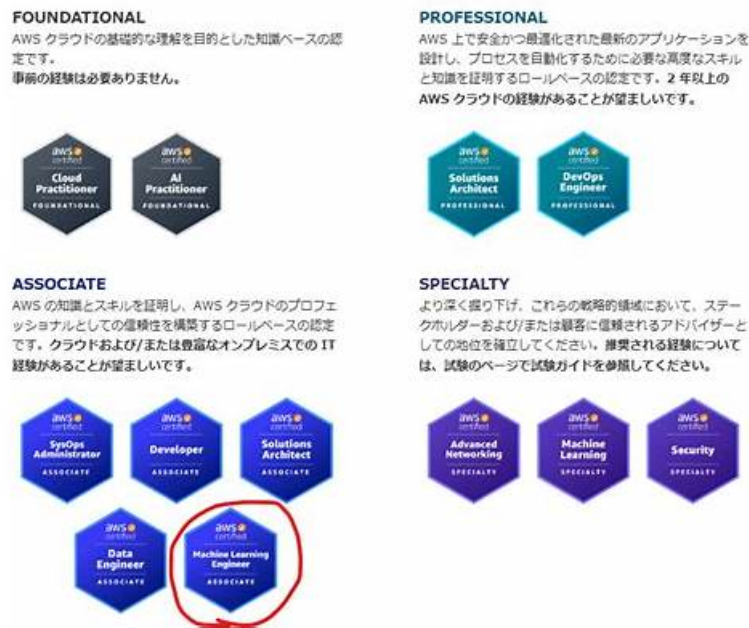 FOUNDATIONAL
AWS クラウドの基礎的な理解を目的とした知識ベースの認
定です。
事前の経験は必要ありません。
aws
certified
Cloud
Practitioner
FOUNDATIONAL
aws
certified
AI
Practitioner
FOUNDATIONAL
PROFESSIONAL
AWS 上で安全かつ最適化された最新のアプリケーションを
設計し、プロセスを自動化するために必要な高度なスキル
と知識を証明するロールベースの認定です。2 年以上の
AWS クラウドの経験があることが望ましいです。
aws
certified
Solutions
Architect
PROFESSIONAL
aws
certified
DevOps
Engineer
PROFESSIONAL
ASSOCIATE
AWS の知識とスキルを証明し、AWS クラウドのプロフェ
ッショナルとしての信頼性を構築するロールベースの認定
です。クラウドおよび/または豊富なオンプレミスでの IT
経験があることが望ましいです。
aws
certified
SysOps
Administrator
ASSOCIATE
aws
certified
Developer
ASSOCIATE
aws
certified
Solutions
Architect
ASSOCIATE
aws
certified
Data
Engineer
ASSOCIATE
aws
certified
Machine Learning
Engineer
ASSOCIATE
SPECIALTY
より深く掘り下げ、これらの戦略的領域において、ステー
クホルダーおよび/または顧客に信頼されるアドバイザーと
しての地位を確立してください。推奨される経験について
は、試験のページで試験ガイドを参照してください。
aws
certified
Advanced
Networking
SPECIALTY
aws
certified
Machine
Learning
SPECIALTY
aws
certified
Security
SPECIALTY